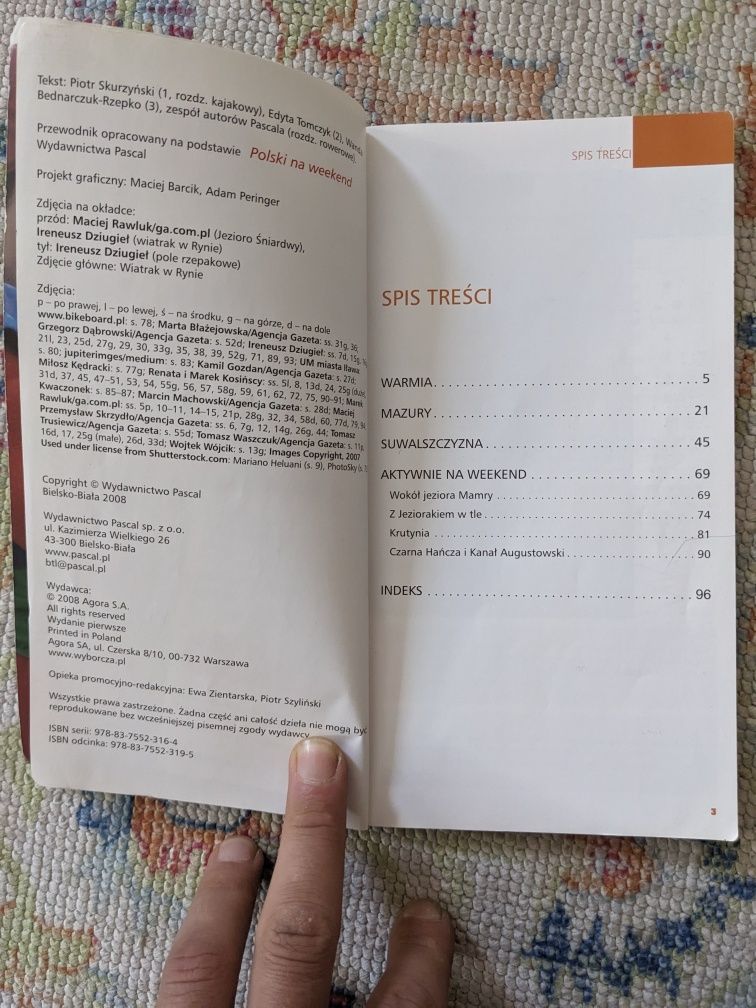 Tekst: Piotr Skurzyński (1, rozdz. kajakowy), Edyta Tomczyk (2), Wanda
Bednarczuk-Rzepko (3), zespół autorów Pascala (rozdz. rowerowe).
Przewodnik opracowany na podstawie Polski na weekend
Wydawnictwa Pascal
Projekt graficzny: Maciej Barcik, Adam Peringer
Zdjęcia na okładce:
przód: Maciej Rawluk/ga.com.pl (Jezioro Śniardwy),
Ireneusz Dziugieł (wiatrak w Rynie)
tył: Ireneusz Dziugieł (pole rzepakowe)
Zdjęcie główne: Wiatrak w Rynie
Zdjęcia:
p – po prawej, l – po lewej, ś – na środku, g – na górze, d – na dole
www.bikeboard.pl: s. 78; Marta Błażejowska/Agencja Gazeta: ss. 31g, 36,
Grzegorz Dąbrowski/Agencja Gazeta: s. 52d; Ireneusz Dziugieł: ss. 7d, 15g,
21l, 23, 25d, 27g, 29, 30, 33g, 35, 38, 39, 52g, 71, 89, 93; UM miasta Iława:
s. 80; jupiterimges/medium: s. 83; Kamil Gozdan/Agencja Gazeta: s. 27d;
Miłosz Kędracki: s. 77g; Renata i Marek Kosińscy: ss. 5l, 8, 13d, 24, 25g
31d, 37, 45, 47–51, 53, 54, 55g, 56, 57, 58g, 59, 61, 62, 72, 75, 90–91; Marek
Kwaczonek: s. 85–87; Marcin Machowski/Agencja Gazeta: s. 28d; Maciej
Rawluk/ga.com.pl: ss. 5p, 10–11, 14–15, 21p, 28g, 32, 34, 58d, 60, 77d, 79,
Przemysław Skrzydło/Agencja Gazeta: ss. 6, 7g, 12, 14g, 26g, 44; Tomasz
Trusiewicz/Agencja Gazeta: s. 55d; Tomasz Waszczuk/Agencja Gazeta: s. 11p,
16d, 17, 25g (małe), 26d, 33d; Wojtek Wójcik: s. 13g; Images Copyright, 2007
Used under license from Shutterstock.com: Mariano Heluani (s. 9), PhotoSky (s.
Copyright © Wydawnictwo Pascal
Bielsko-Biała 2008
Wydawnictwo Pascal sp. z o.o.
ul. Kazimierza Wielkiego 26
43-300 Bielsko-Biała
www.pascal.pl
btl@pascal.pl
Wydawca:
© 2008 Agora S.A.
All rights reserved
Wydanie pierwsze
Printed in Poland
Agora SA, ul. Czerska 8/10, 00-732 Warszawa
www.wyborcza.pl
Opieka promocyjno-redakcyjna: Ewa Zientarska, Piotr Szyliński
Wszystkie prawa zastrzeżone. Żadna część ani całość dzieła nie mogą być
reprodukowane bez wcześniejszej pisemnej zgody wydawcy.
ISBN serii: 978-83-7552-316-4
ISBN odcinka: 978-83-7552-319-5
SPIS TREŚCI
SPIS TREŚCI
WARMIA . . . . . . . . . . . . . . . . . . . . 5
MAZURY . . . . . . . . . . . . . . . . . . . . 21
SUWALSZCZYZNA . . . . . . . . . . . . . . . . . . . . 45
AKTYWNIE NA WEEKEND . . . . . . . . . . . . . . . . . . . . 69
Wokół jeziora Mamry . . . . . . . . . . . . . . . . . . . . 69
Z Jeziorakiem w tle . . . . . . . . . . . . . . . . . . . . 74
Krutynia . . . . . . . . . . . . . . . . . . . . 81
Czarna Hańcza i Kanał Augustowski . . . . . . . . . . . . . . . . . . . . 90
INDEKS . . . . . . . . . . . . . . . . . . . . 96
3